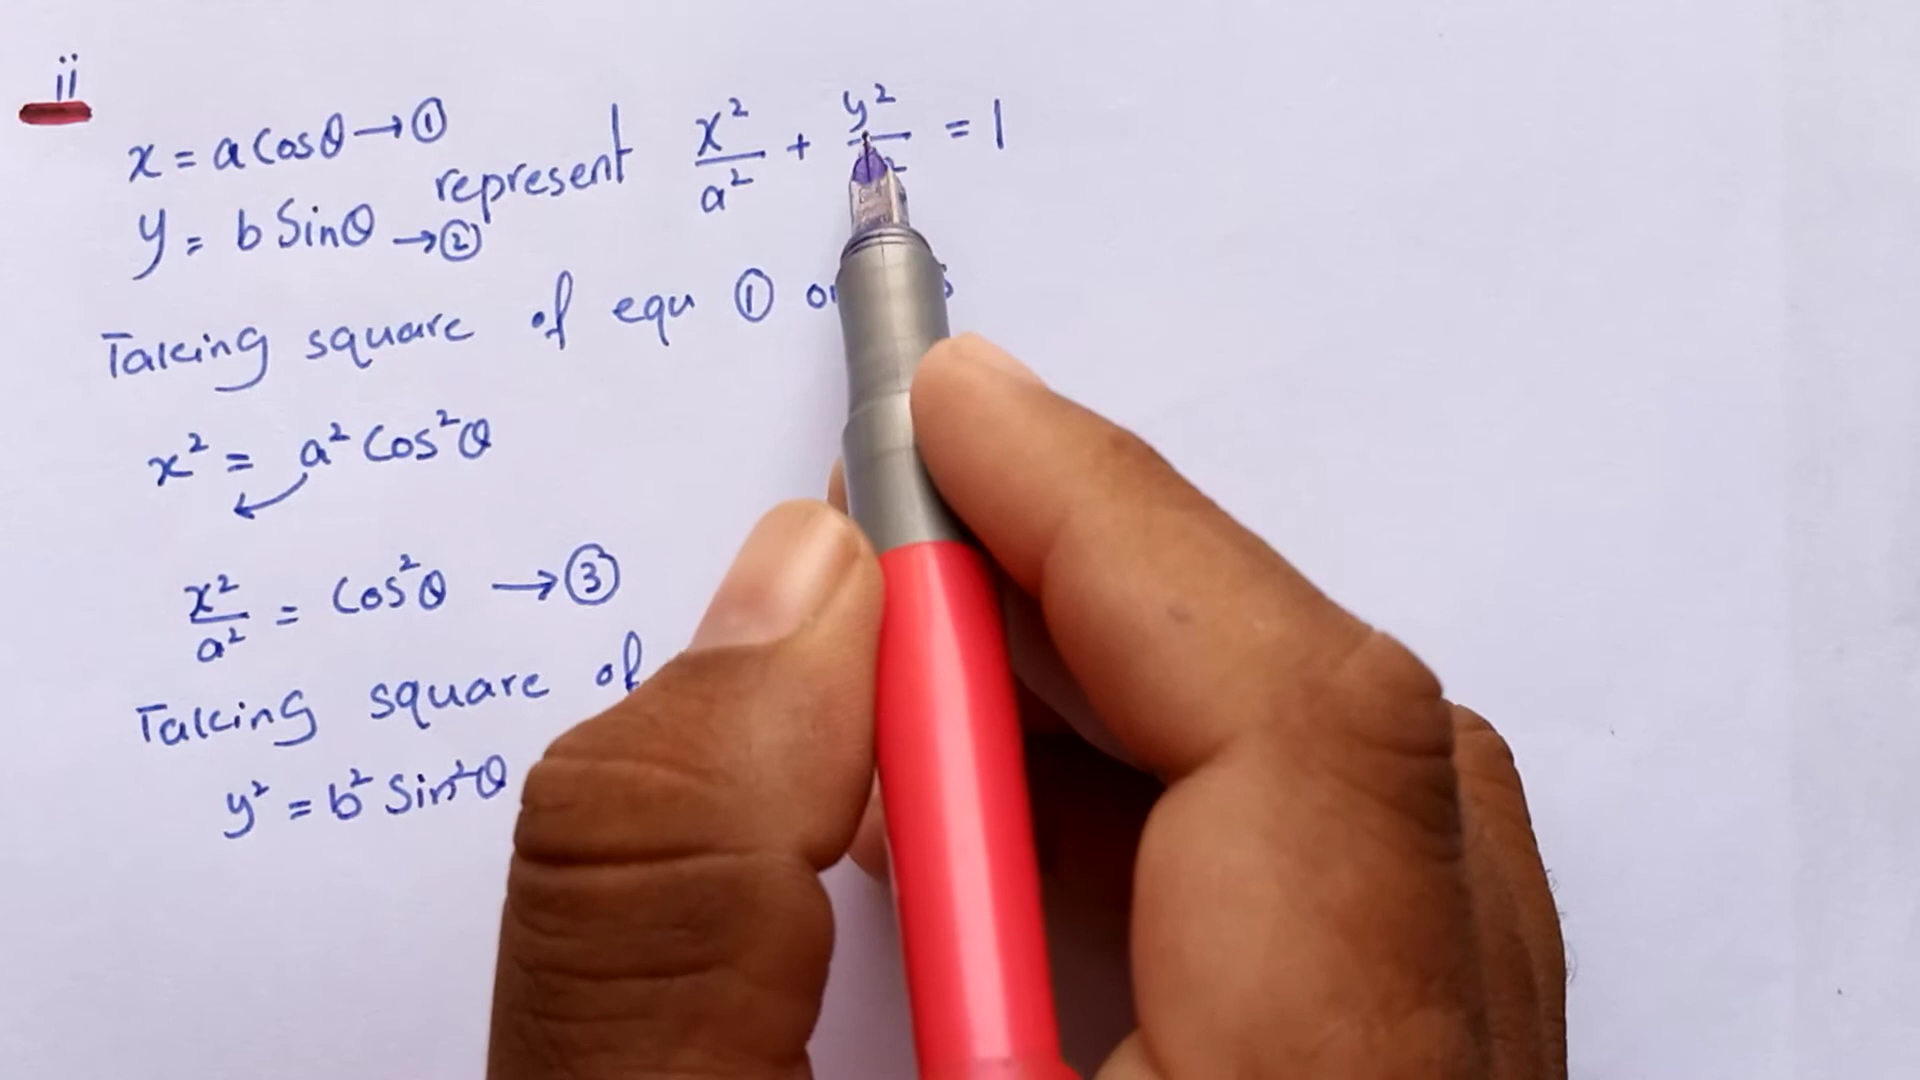 ii
x = a Cosθ → ①
represent x²/a² + y²/ ² = 1
y = b Sinθ → ②
Taking square of equ ①
x² = a² Cos²θ
x²/a² = Cos²θ → ③
Taking square of
y² = b² Sin²θ